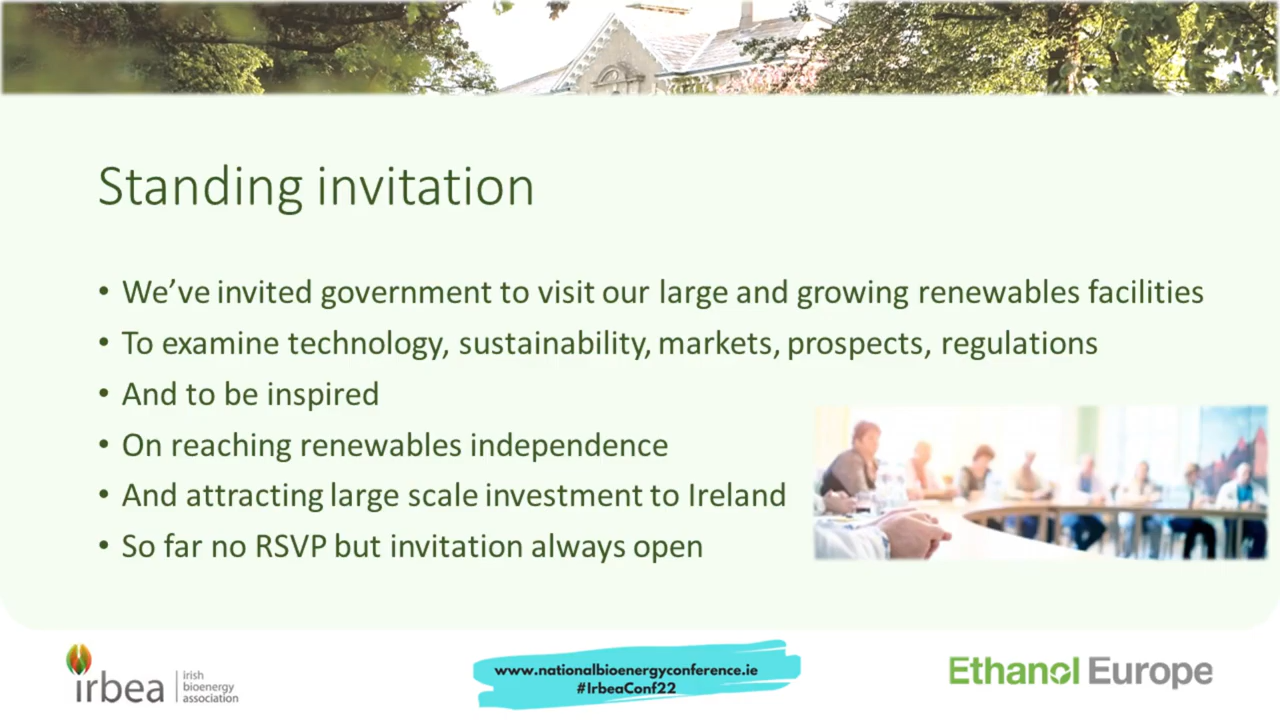 Standing invitation
• We've invited government to visit our large and growing renewables facilities
• To examine technology, sustainability, markets, prospects, regulations
• And to be inspired
• On reaching renewables independence
• And attracting large scale investment to Ireland
• So far no RSVP but invitation always open
irbea
irish
bioenergy
association
www.nationalbioenergyconference.ie
#IrbeaConf22
Ethanol Europe